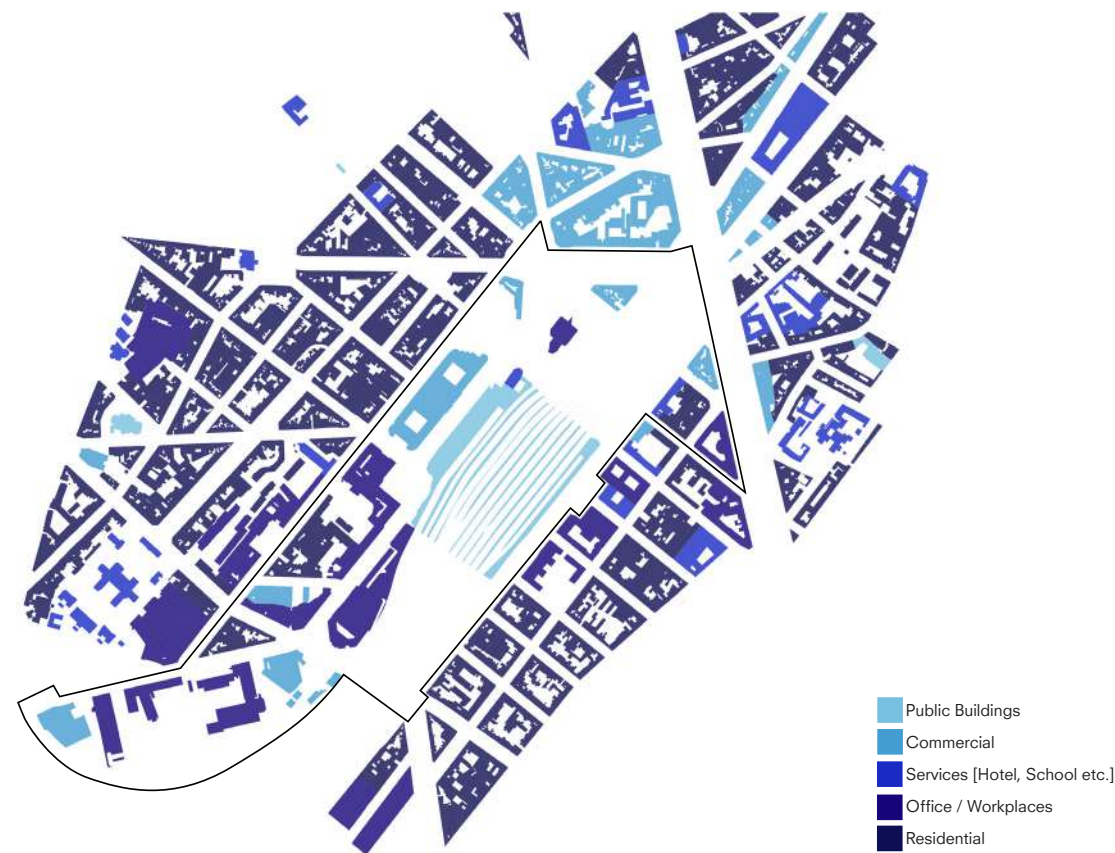 Public Buildings
Commercial
Services [Hotel, School etc.]
Office / Workplaces
Residential